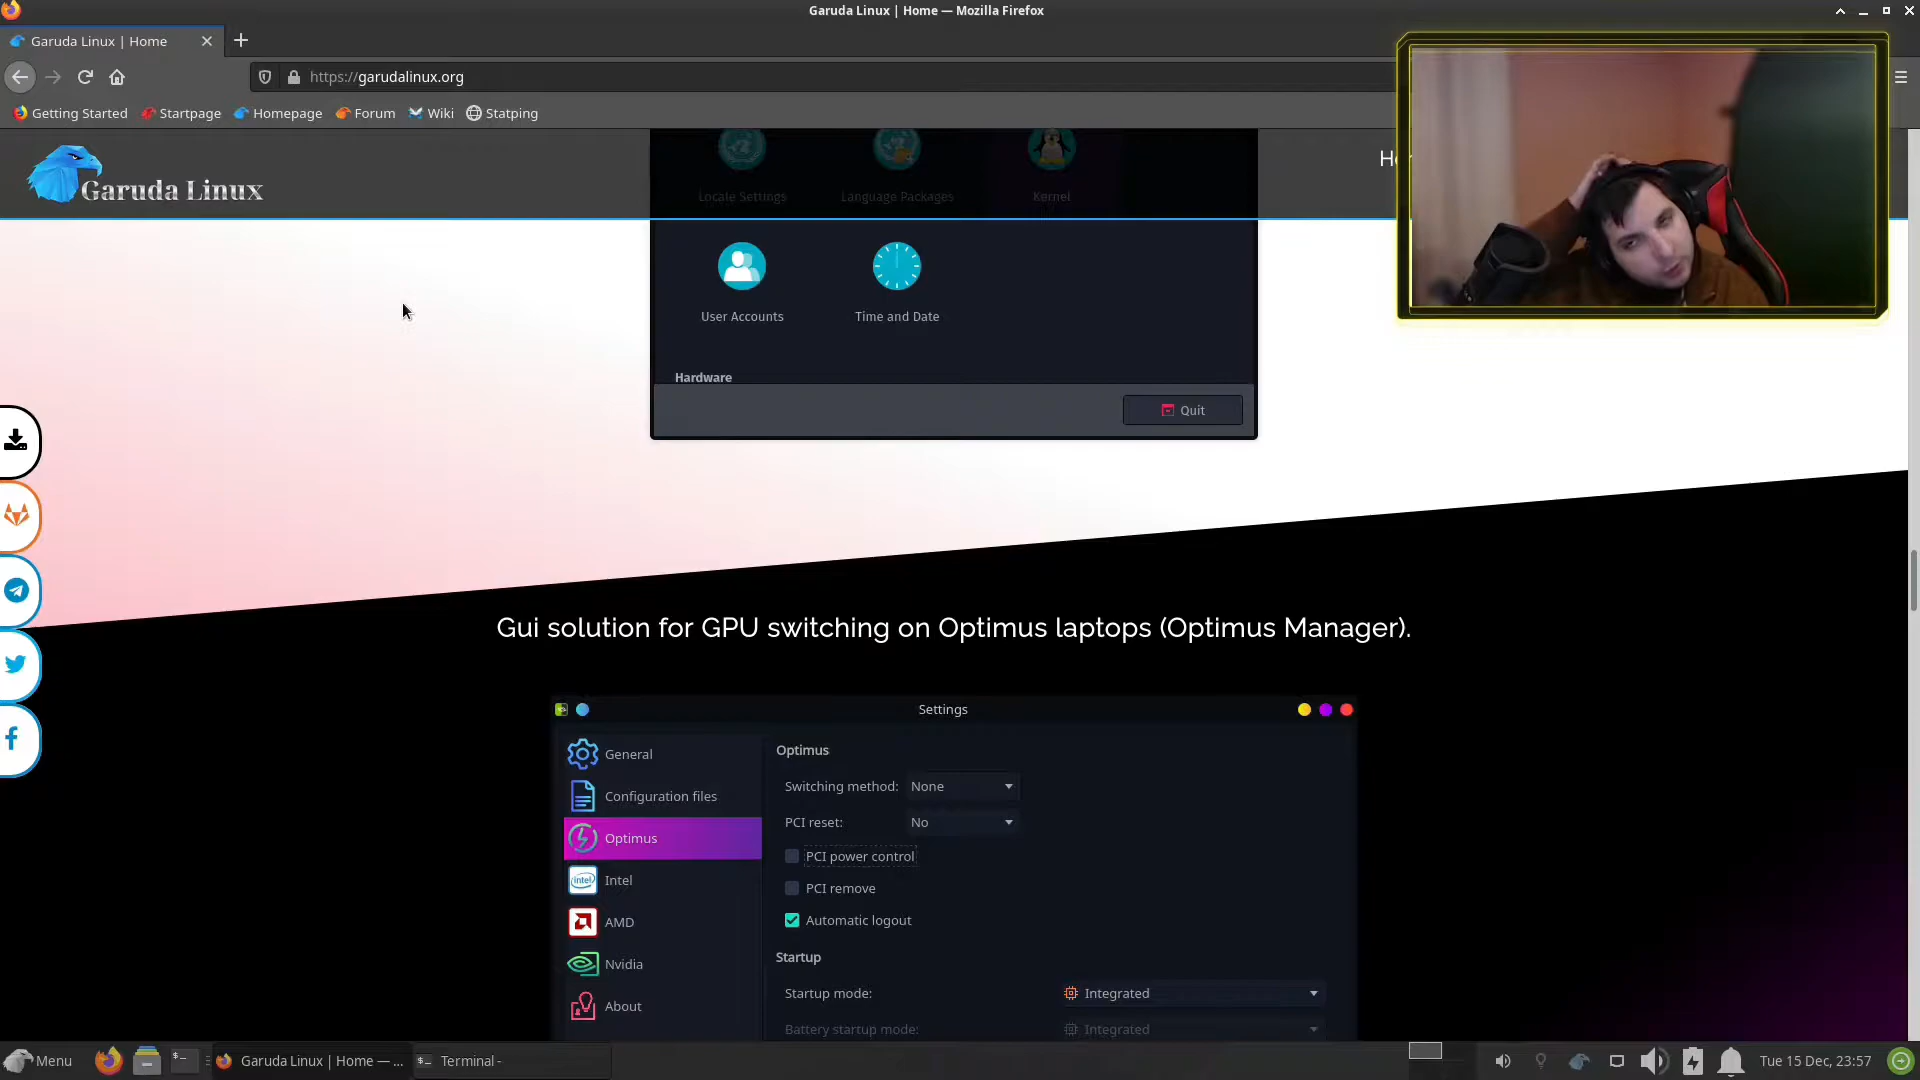 Garuda Linux | Home — Mozilla Firefox
Garuda Linux | Home
https://garudalinux.org
Getting Started
Startpage
Homepage
Forum
Wiki
Statping
Garuda Linux
Locale Settings
Language Packages
Kernel
User Accounts
Time and Date
Hardware
Quit
Gui solution for GPU switching on Optimus laptops (Optimus Manager).
Settings
General
Configuration files
Optimus
Intel
AMD
Nvidia
About
Optimus
Switching method: None
PCI reset: No
PCI power control
PCI remove
Automatic logout
Startup
Startup mode: Integrated
Battery startup mode: Integrated
Menu
Garuda Linux | Home — ...
Terminal -
Tue 15 Dec, 23:57